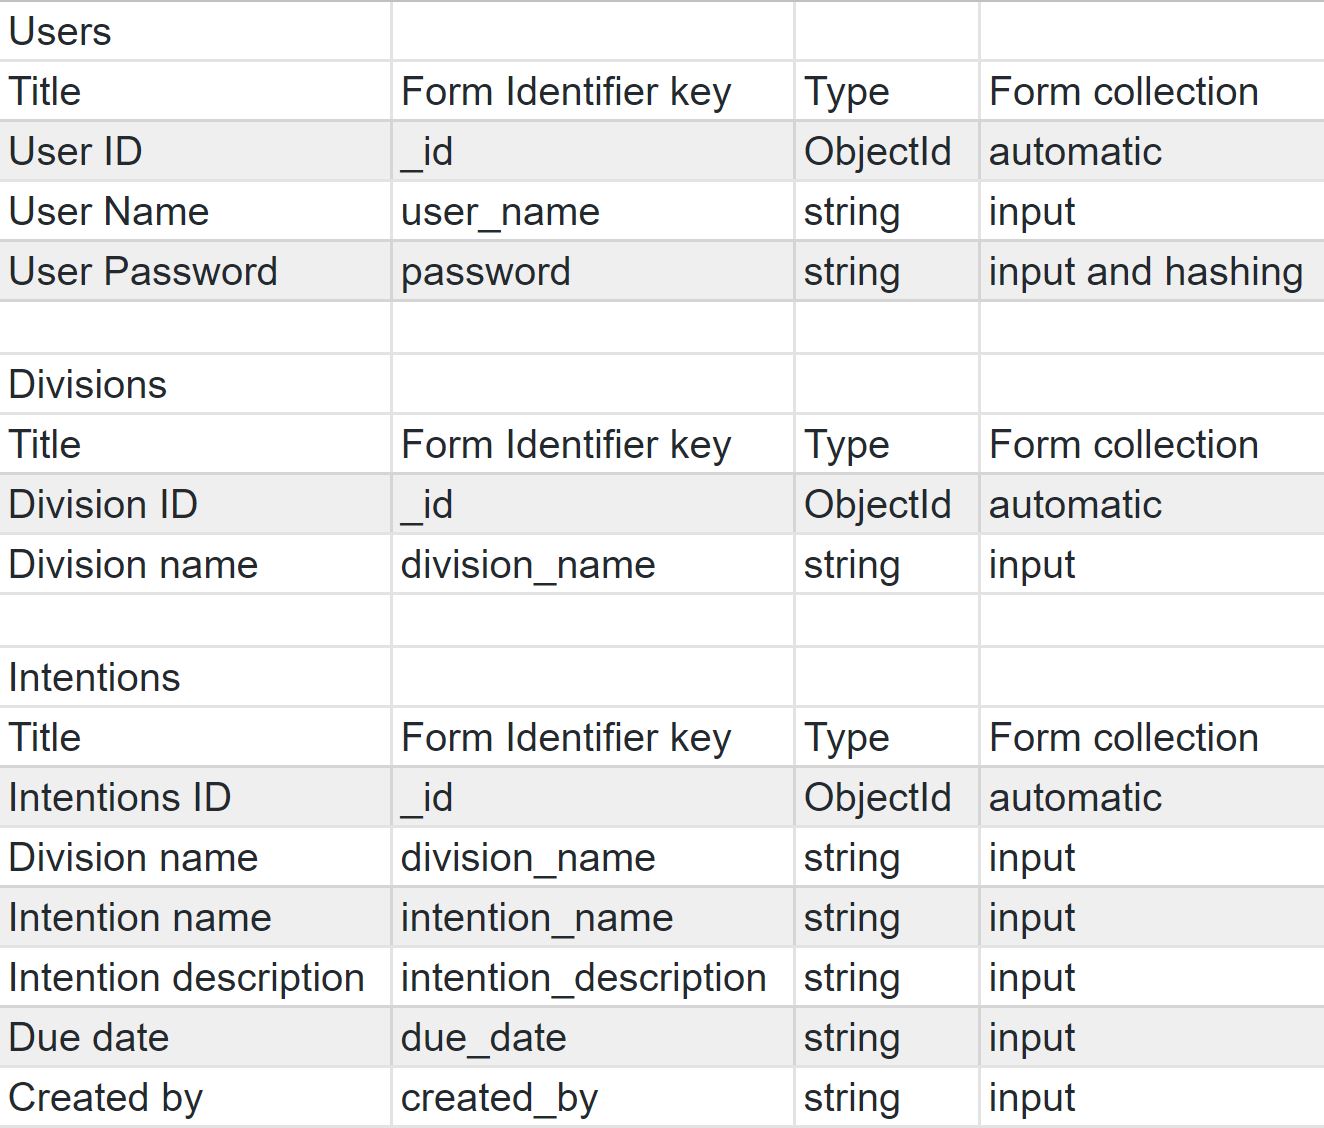 Users
Title Form Identifier key Type Form collection
User ID _id ObjectId automatic
User Name user_name string input
User Password password string input and hashing
Divisions
Title Form Identifier key Type Form collection
Division ID _id ObjectId automatic
Division name division_name string input
Intentions
Title Form Identifier key Type Form collection
Intentions ID _id ObjectId automatic
Division name division_name string input
Intention name intention_name string input
Intention description intention_description string input
Due date due_date string input
Created by created_by string input